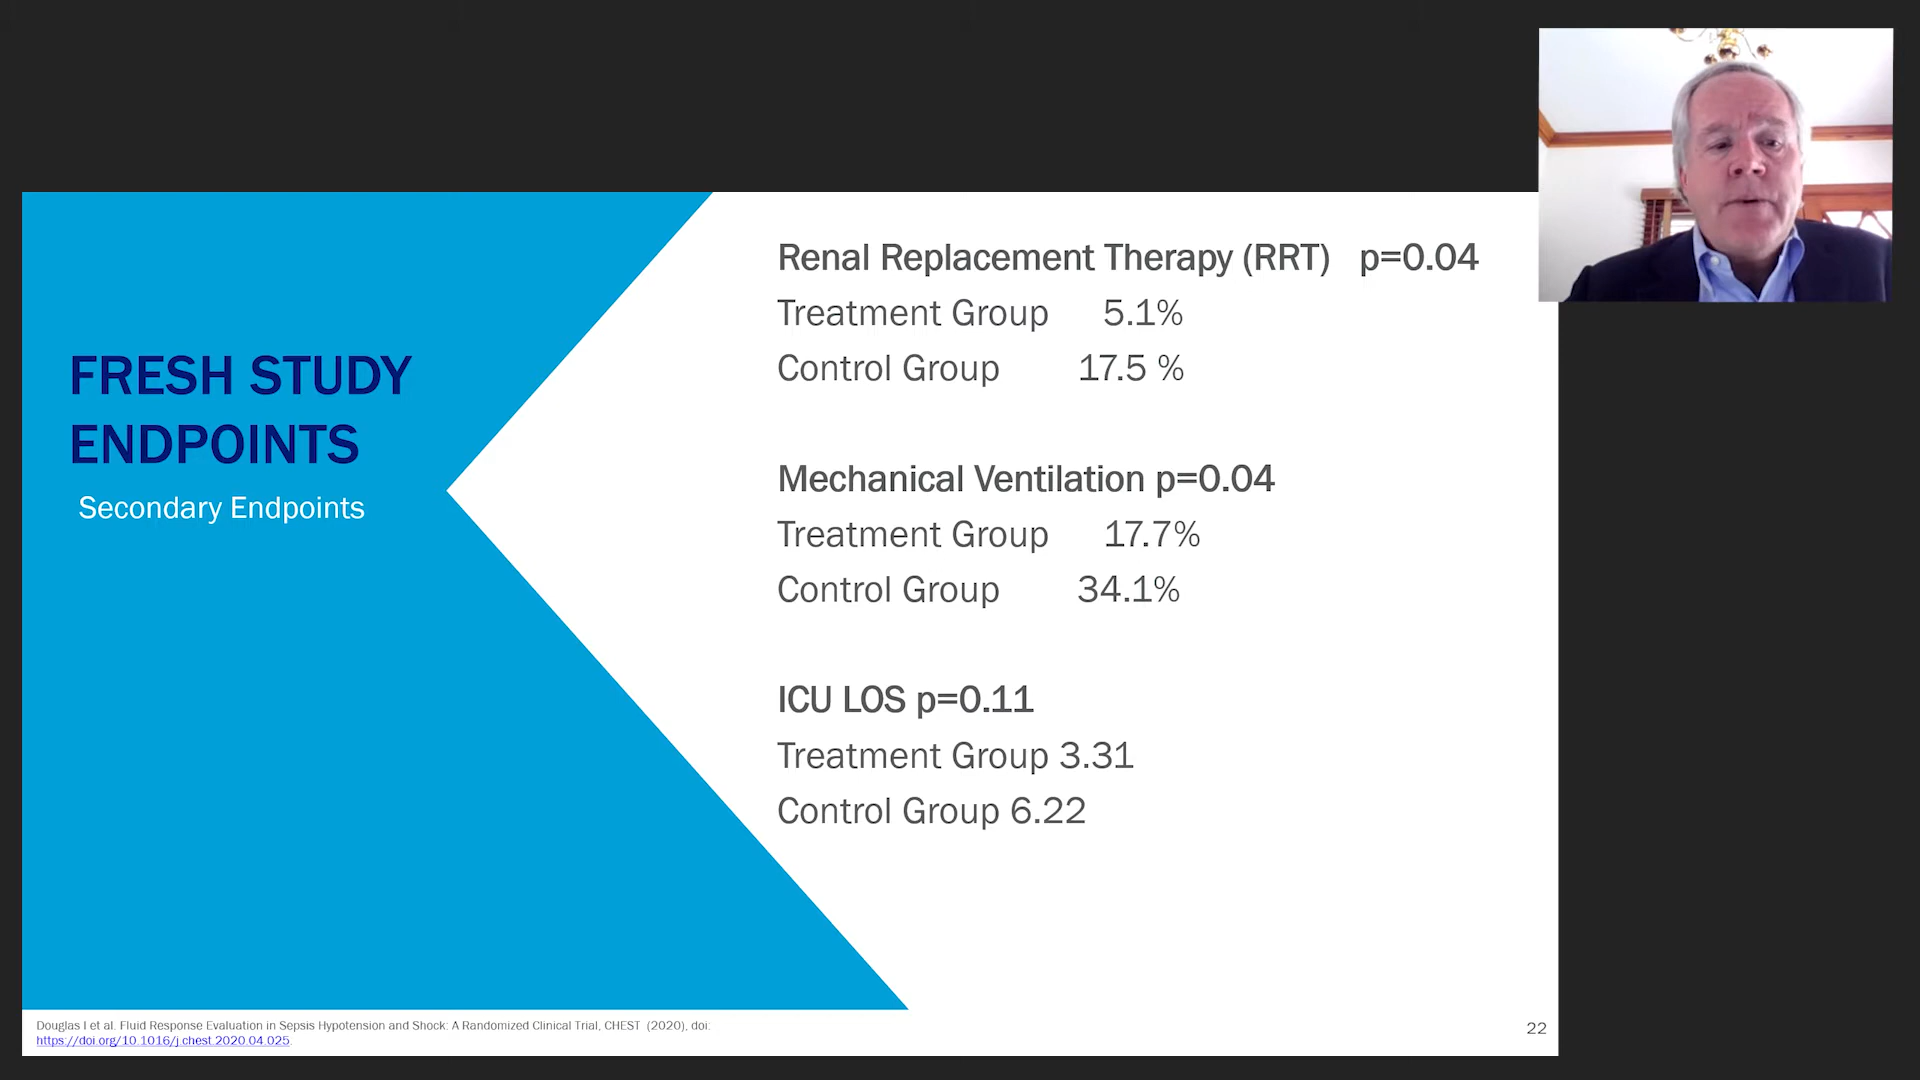 FRESH STUDY
ENDPOINTS
Secondary Endpoints
Renal Replacement Therapy (RRT) p=0.04
Treatment Group 5.1%
Control Group 17.5 %
Mechanical Ventilation p=0.04
Treatment Group 17.7%
Control Group 34.1%
ICU LOS p=0.11
Treatment Group 3.31
Control Group 6.22
Douglas I et al. Fluid Response Evaluation in Sepsis Hypotension and Shock: A Randomized Clinical Trial, CHEST (2020), doi:
https://doi.org/10.1016/j.chest.2020.04.025.
22